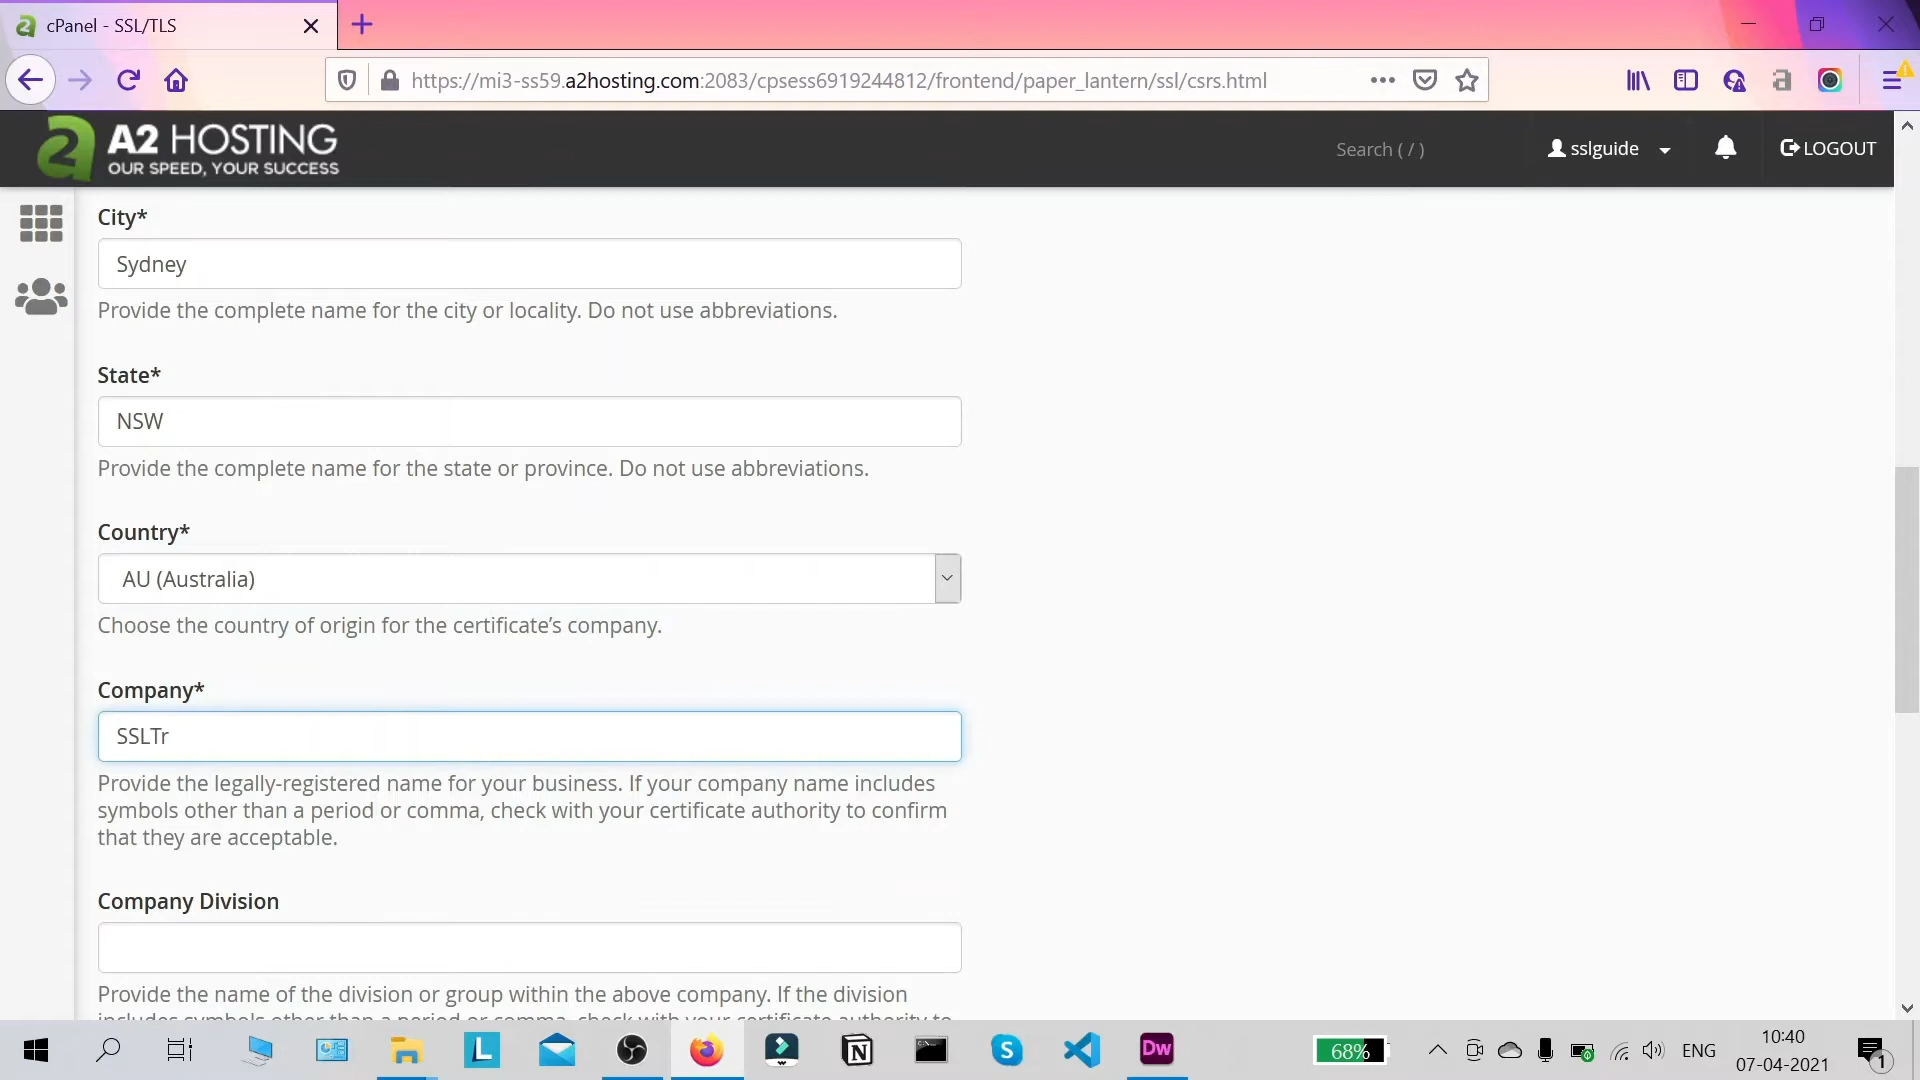 cPanel - SSL/TLS
https://mi3-ss59.a2hosting.com:2083/cpsess6919244812/frontend/paper_lantern/ssl/csrs.html
A2 HOSTING
OUR SPEED, YOUR SUCCESS
Search ( / )
sslguide
LOGOUT
City*
Sydney
Provide the complete name for the city or locality. Do not use abbreviations.
State*
NSW
Provide the complete name for the state or province. Do not use abbreviations.
Country*
AU (Australia)
Choose the country of origin for the certificate’s company.
Company*
SSLTr
Provide the legally-registered name for your business. If your company name includes
symbols other than a period or comma, check with your certificate authority to confirm
that they are acceptable.
Company Division
Provide the name of the division or group within the above company. If the division
includes symbols other than a period or comma, check with your certificate authority to
68%
ENG
10:40
07-04-2021
1
L
N
S
Dw